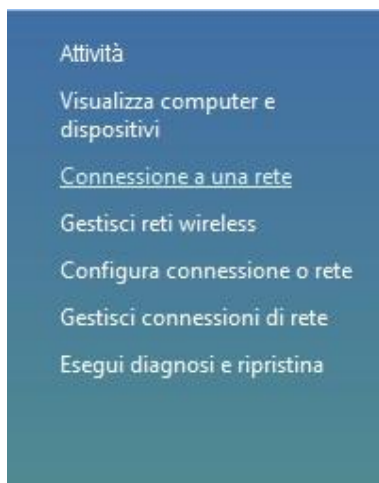 Attività
Visualizza computer e
dispositivi
Connessione a una rete
Gestisci reti wireless
Configura connessione o rete
Gestisci connessioni di rete
Esegui diagnosi e ripristina